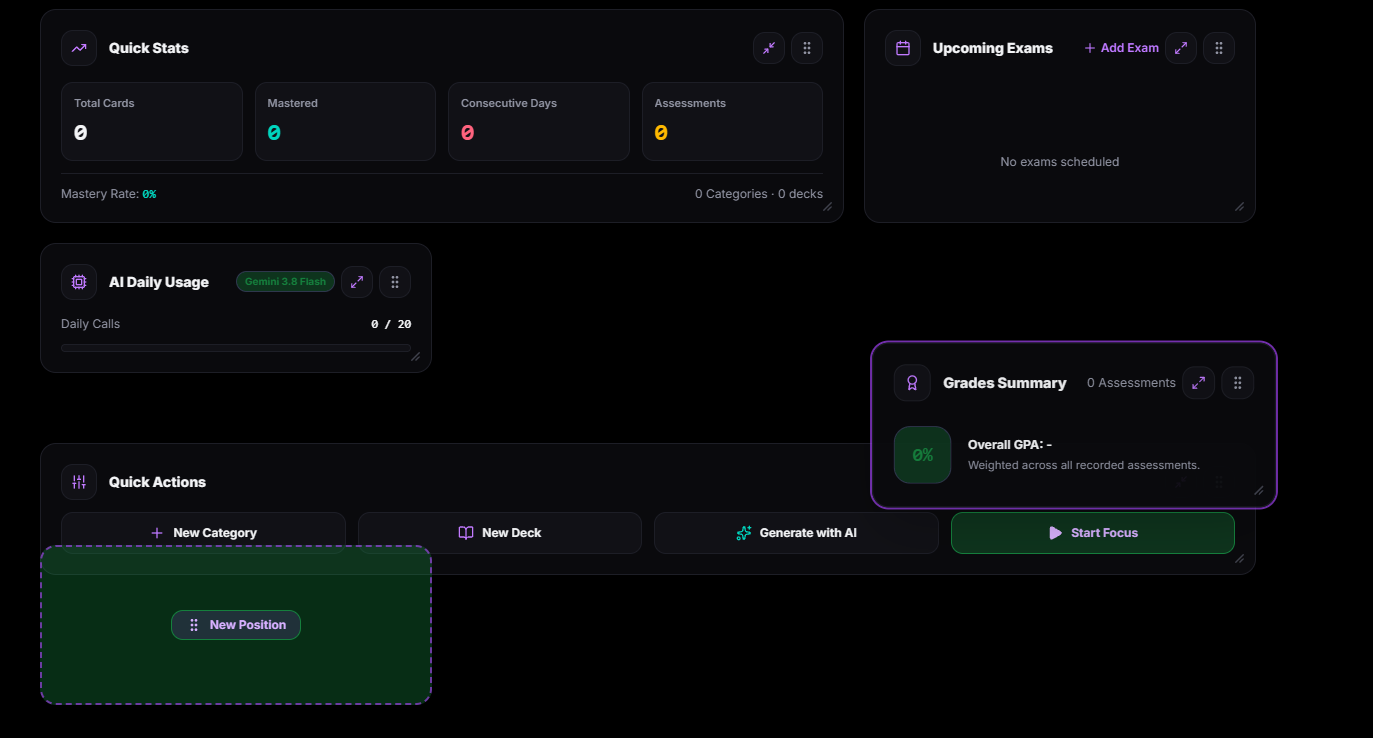 Quick Stats
Total Cards
0
Mastered
0
Consecutive Days
0
Assessments
0
Mastery Rate: 0%
0 Categories · 0 decks
Upcoming Exams
+ Add Exam
No exams scheduled
AI Daily Usage
Gemini 3.8 Flash
Daily Calls
0 / 20
Grades Summary
0 Assessments
0%
Overall GPA: -
Weighted across all recorded assessments.
Quick Actions
+ New Category
New Deck
Generate with AI
Start Focus
New Position